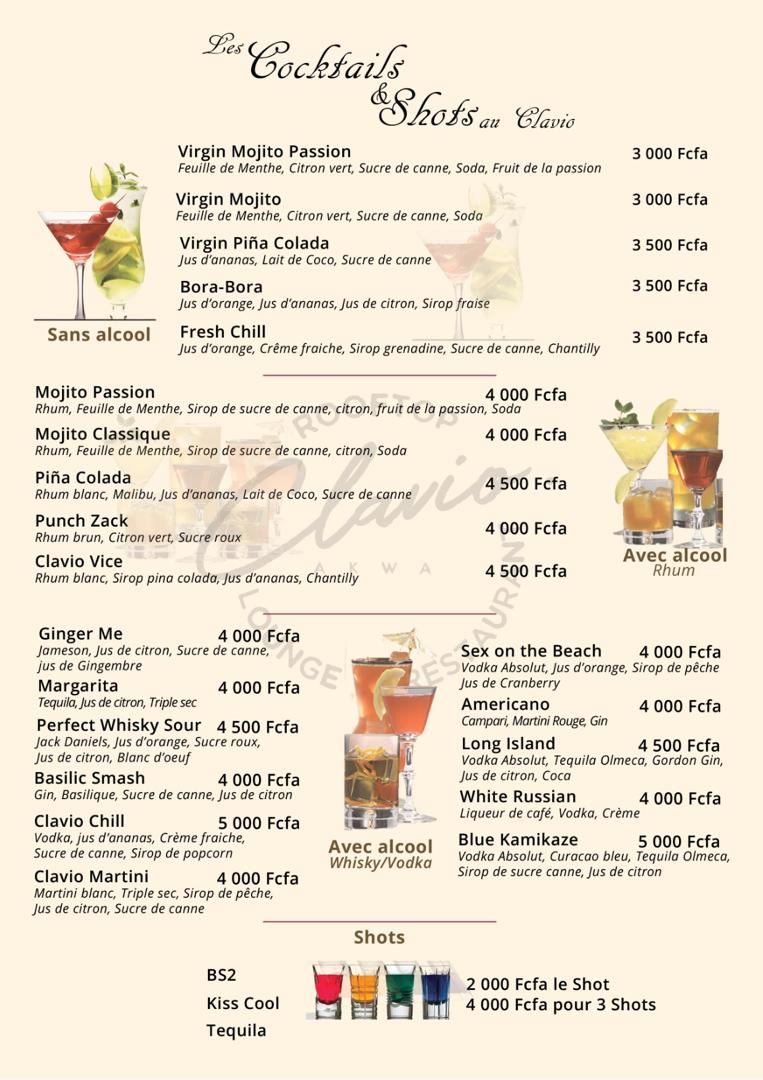 Les Cocktails
& Shots au Clavio
Virgin Mojito Passion 3 000 Fcfa
Feuille de Menthe, Citron vert, Sucre de canne, Soda, Fruit de la passion
Virgin Mojito 3 000 Fcfa
Feuille de Menthe, Citron vert, Sucre de canne, Soda
Virgin Piña Colada 3 500 Fcfa
Jus d'ananas, Lait de Coco, Sucre de canne
Bora-Bora 3 500 Fcfa
Jus d'orange, Jus d'ananas, Jus de citron, Sirop fraise
Fresh Chill 3 500 Fcfa
Jus d'orange, Crême fraiche, Sirop grenadine, Sucre de canne, Chantilly
Sans alcool
Mojito Passion 4 000 Fcfa
Rhum, Feuille de Menthe, Sirop de sucre de canne, citron, fruit de la passion, Soda
Mojito Classique 4 000 Fcfa
Rhum, Feuille de Menthe, Sirop de sucre de canne, citron, Soda
Piña Colada 4 500 Fcfa
Rhum blanc, Malibu, Jus d'ananas, Lait de Coco, Sucre de canne
Punch Zack 4 000 Fcfa
Rhum brun, Citron vert, Sucre roux
Clavio Vice 4 500 Fcfa
Rhum blanc, Sirop pina colada, Jus d'ananas, Chantilly
Avec alcool
Rhum
ROOFTOP
Clavio
AKWA
LOUNGE RESTAURANT
Ginger Me 4 000 Fcfa
Jameson, Jus de citron, Sucre de canne,
jus de Gingembre
Margarita 4 000 Fcfa
Tequila, Jus de citron, Triple sec
Perfect Whisky Sour 4 500 Fcfa
Jack Daniels, Jus d'orange, Sucre roux,
Jus de citron, Blanc d'oeuf
Basilic Smash 4 000 Fcfa
Gin, Basilique, Sucre de canne, Jus de citron
Clavio Chill 5 000 Fcfa
Vodka, jus d'ananas, Crème fraiche,
Sucre de canne, Sirop de popcorn
Clavio Martini 4 000 Fcfa
Martini blanc, Triple sec, Sirop de pêche,
Jus de citron, Sucre de canne
Avec alcool
Whisky/Vodka
Sex on the Beach 4 000 Fcfa
Vodka Absolut, Jus d'orange, Sirop de pêche
Jus de Cranberry
Americano 4 000 Fcfa
Campari, Martini Rouge, Gin
Long Island 4 500 Fcfa
Vodka Absolut, Tequila Olmeca, Gordon Gin,
Jus de citron, Coca
White Russian 4 000 Fcfa
Liqueur de café, Vodka, Crème
Blue Kamikaze 5 000 Fcfa
Vodka Absolut, Curacao bleu, Tequila Olmeca,
Sirop de sucre canne, Jus de citron
Shots
BS2
Kiss Cool
Tequila
2 000 Fcfa le Shot
4 000 Fcfa pour 3 Shots